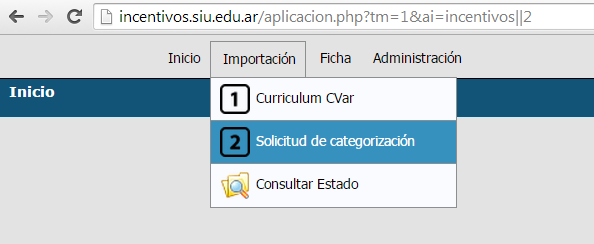 incentivos.siu.edu.ar/aplicacion.php?tm=1&ai=incentivos||2
Inicio Importación Ficha Administración
Inicio
1 Curriculum CVar
2 Solicitud de categorización
Consultar Estado